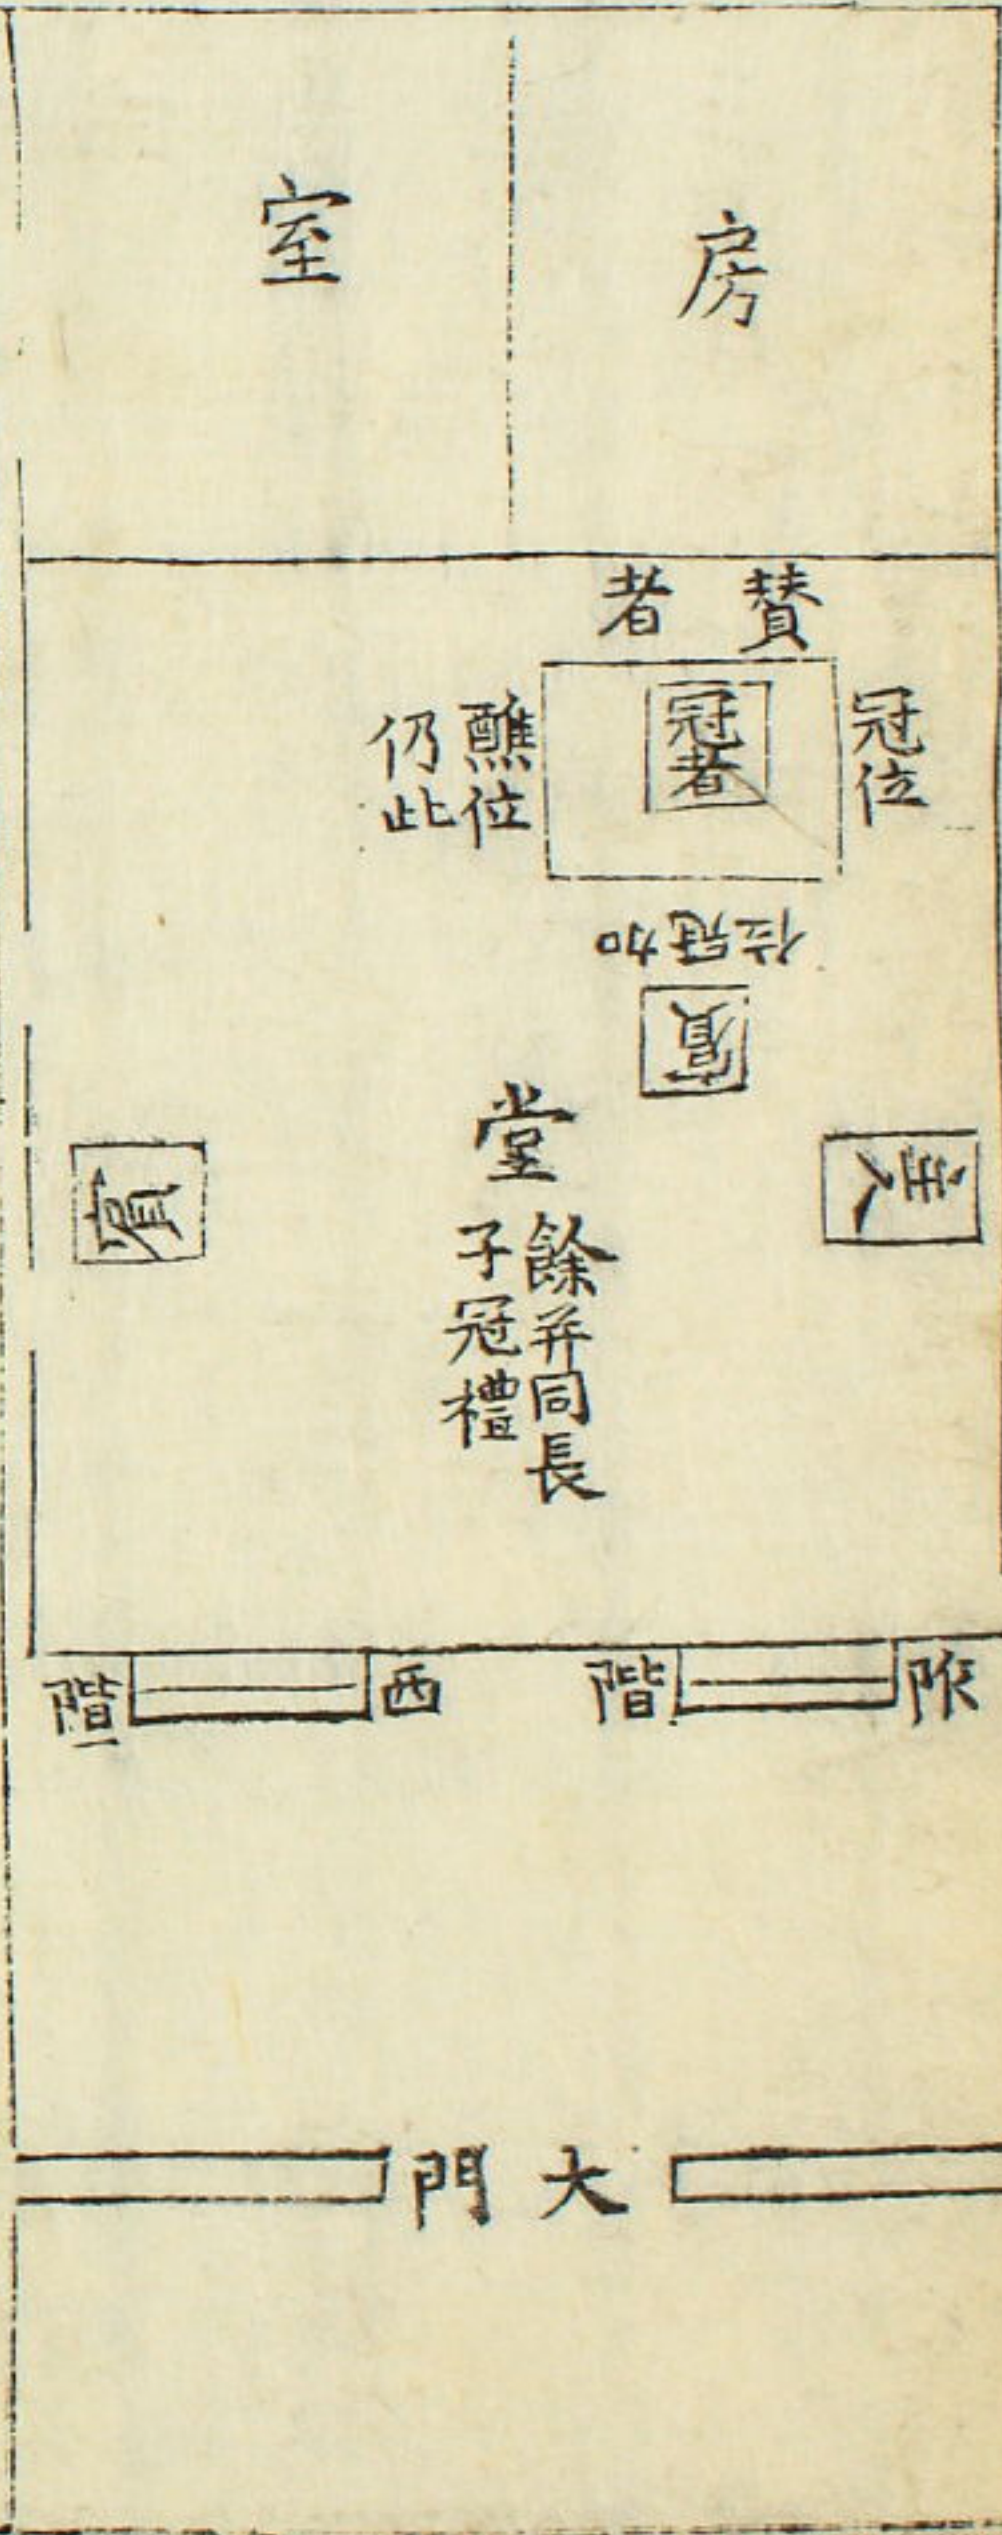 房
室
贊者
冠位
冠者
醮位
仍此
加冠位
賓
堂
餘并同長
子冠禮
主人
賓
阼階
西階
大門